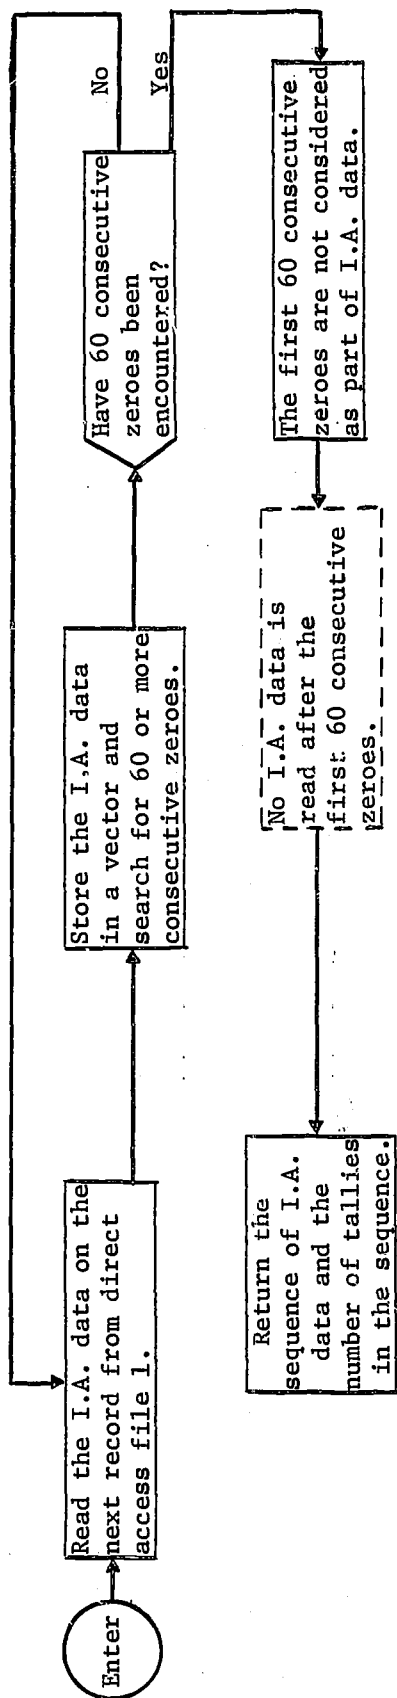 Enter
Read the I.A. data on the
next record from direct
access file 1.
Store the I.A. data
in a vector and
search for 60 or more
consecutive zeroes.
Have 60 consecutive
zeroes been
encountered?
No
Yes
The first 60 consecutive
zeroes are not considered
as part of I.A. data.
No I.A. data is
read after the
first 60 consecutive
zeroes.
Return the
sequence of I.A.
data and the
number of tallies
in the sequence.